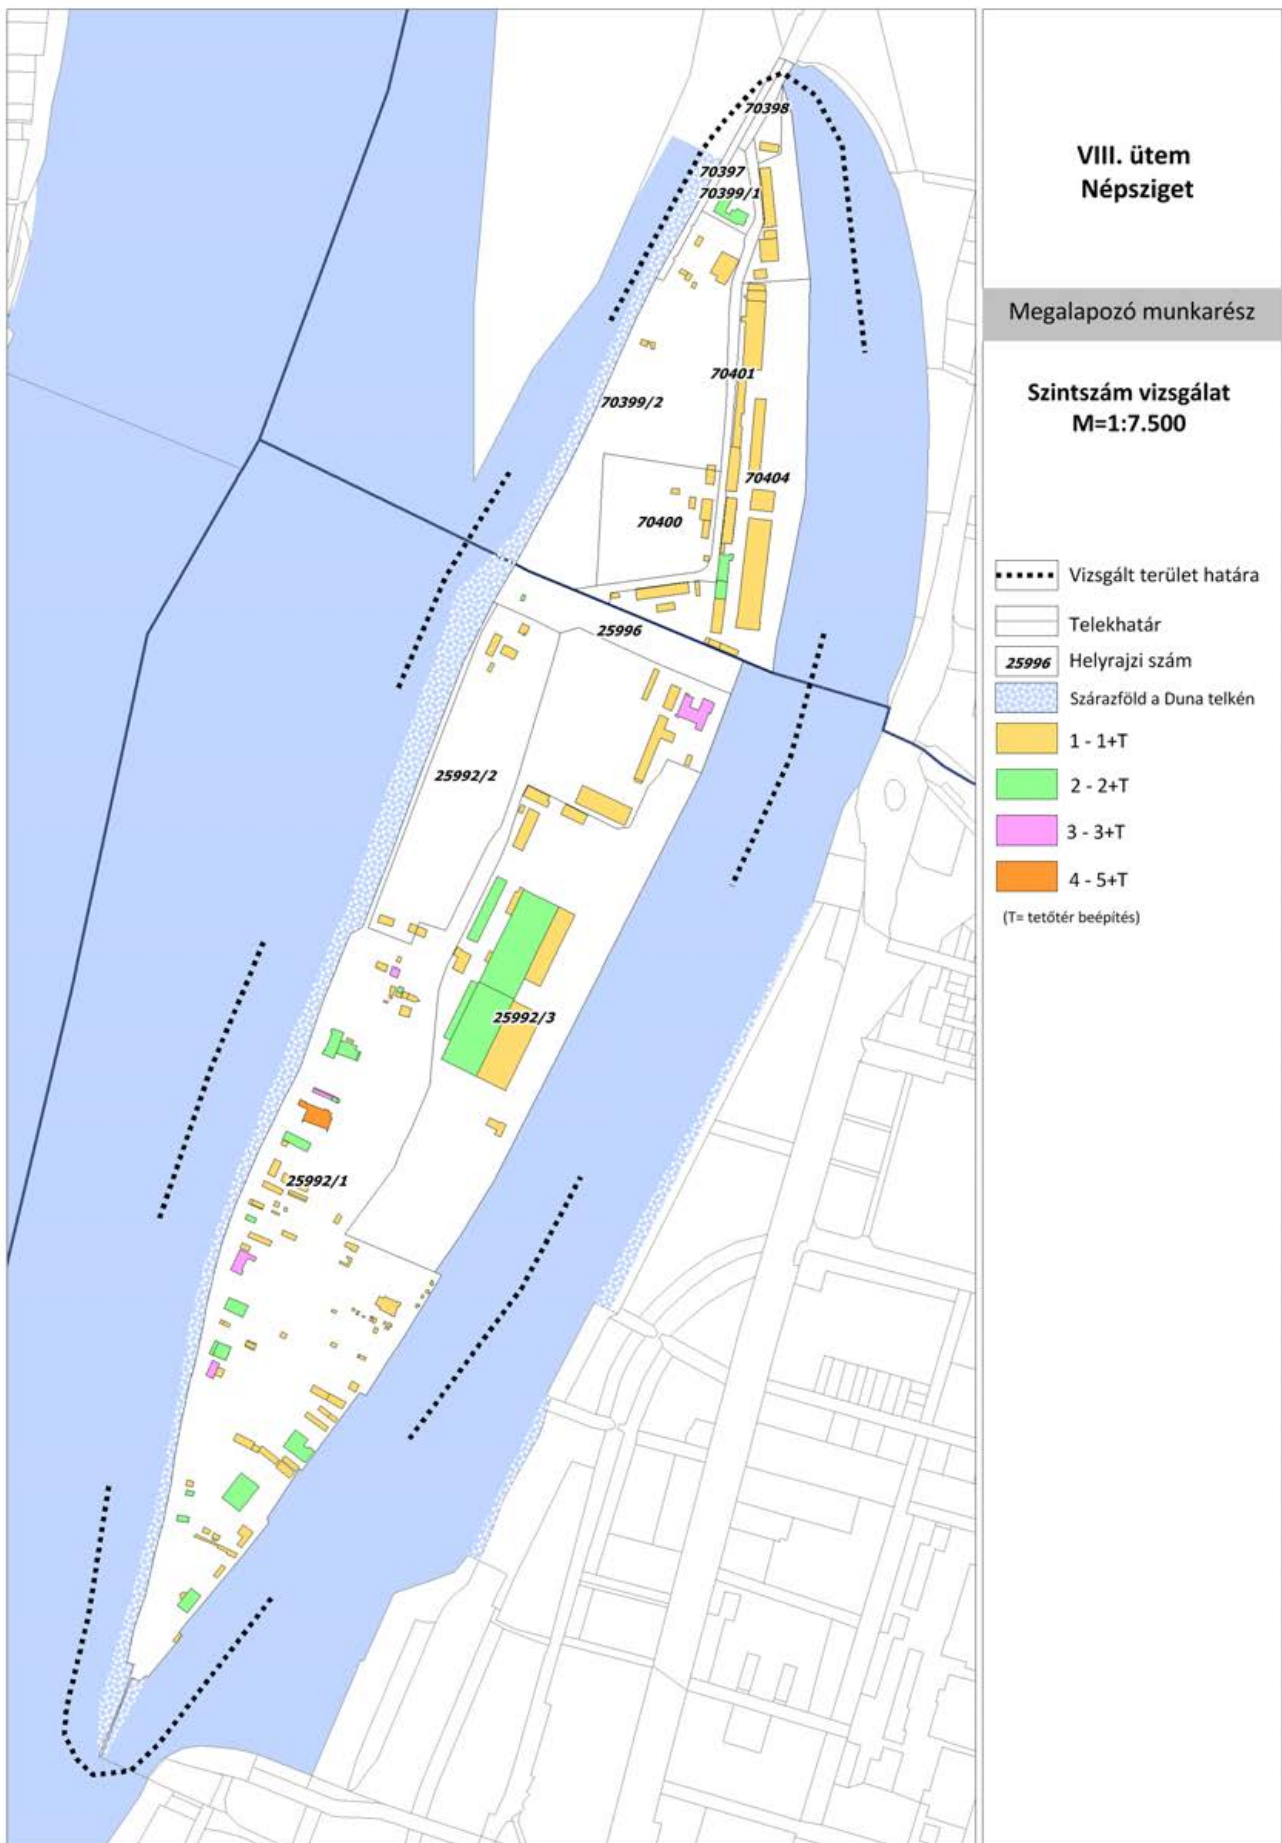 70398
70397
70399/1
70401
70399/2
70404
70400
25996
25992/2
25992/3
25992/1
VIII. ütem
Népsziget
Megalapozó munkarész
Szintszám vizsgálat
M=1:7.500
Vizsgált terület határa
Telekhatár
25996 Helyrajzi szám
Szárazföld a Duna telkén
1 - 1+T
2 - 2+T
3 - 3+T
4 - 5+T
(T= tetőtér beépítés)